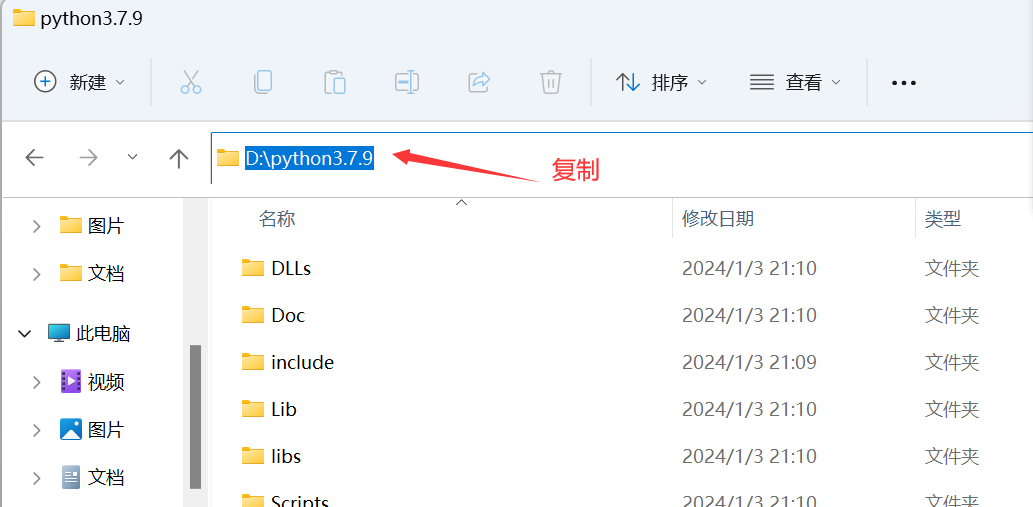 python3.7.9
新建 排序 查看
D:\python3.7.9
复制
名称 修改日期 类型
图片
文档
此电脑
视频
图片
文档
DLLs 2024/1/3 21:10 文件夹
Doc 2024/1/3 21:10 文件夹
include 2024/1/3 21:09 文件夹
Lib 2024/1/3 21:10 文件夹
libs 2024/1/3 21:10 文件夹
Scripts 2024/1/3 21:10 文件夹